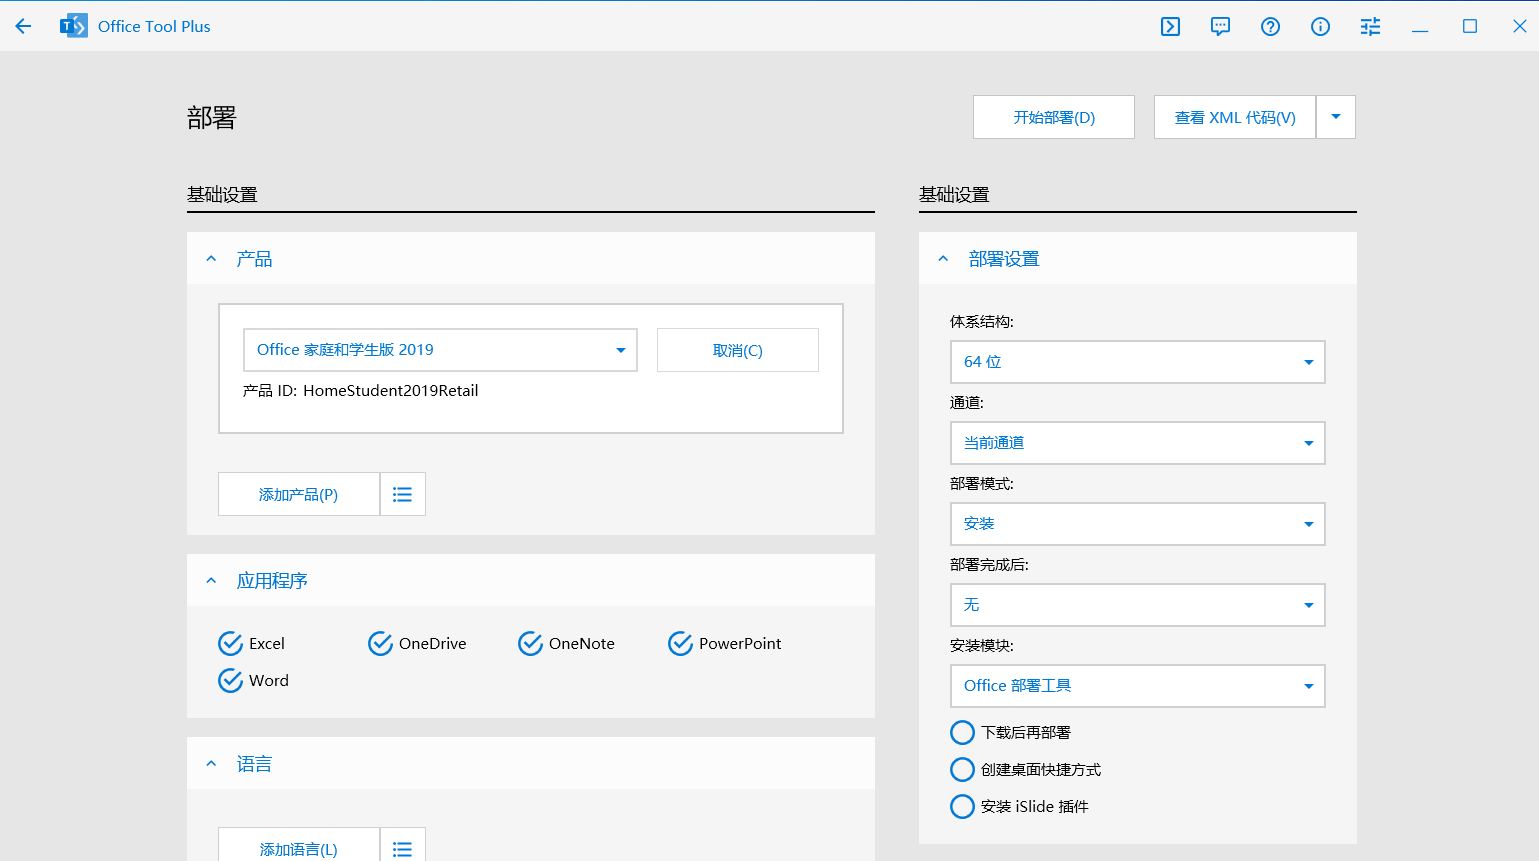 Office Tool Plus
部署
开始部署(D)
查看 XML 代码(V)
基础设置
产品
Office 家庭和学生版 2019
取消(C)
产品 ID: HomeStudent2019Retail
添加产品(P)
应用程序
Excel
OneDrive
OneNote
PowerPoint
Word
语言
添加语言(L)
基础设置
部署设置
体系结构:
64 位
通道:
当前通道
部署模式:
安装
部署完成后:
无
安装模块:
Office 部署工具
下载后再部署
创建桌面快捷方式
安装 iSlide 插件